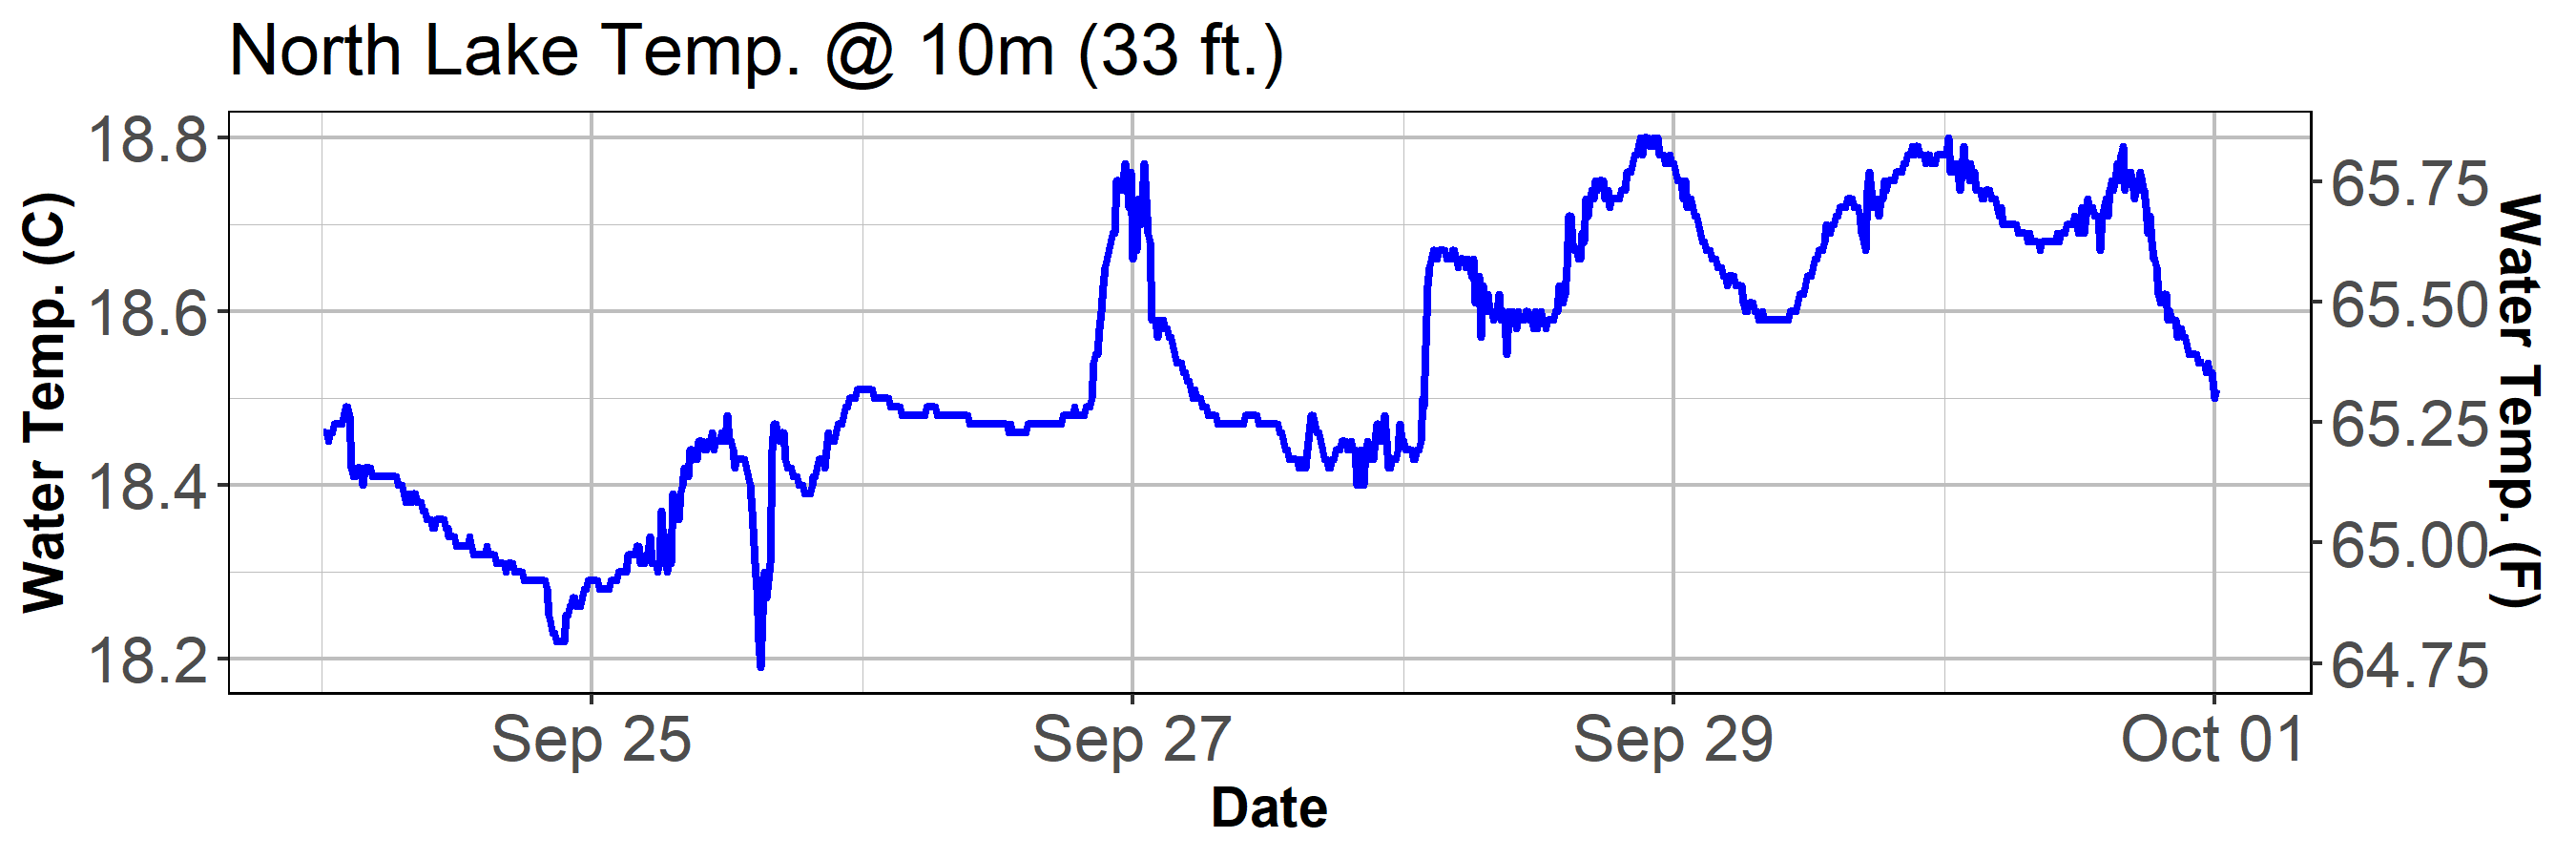 North Lake Temp. @ 10m (33 ft.)
Water Temp. (C)
18.8
18.6
18.4
18.2
65.75
65.50
65.25
65.00
64.75
Water Temp. (F)
Sep 25 Sep 27 Sep 29 Oct 01
Date